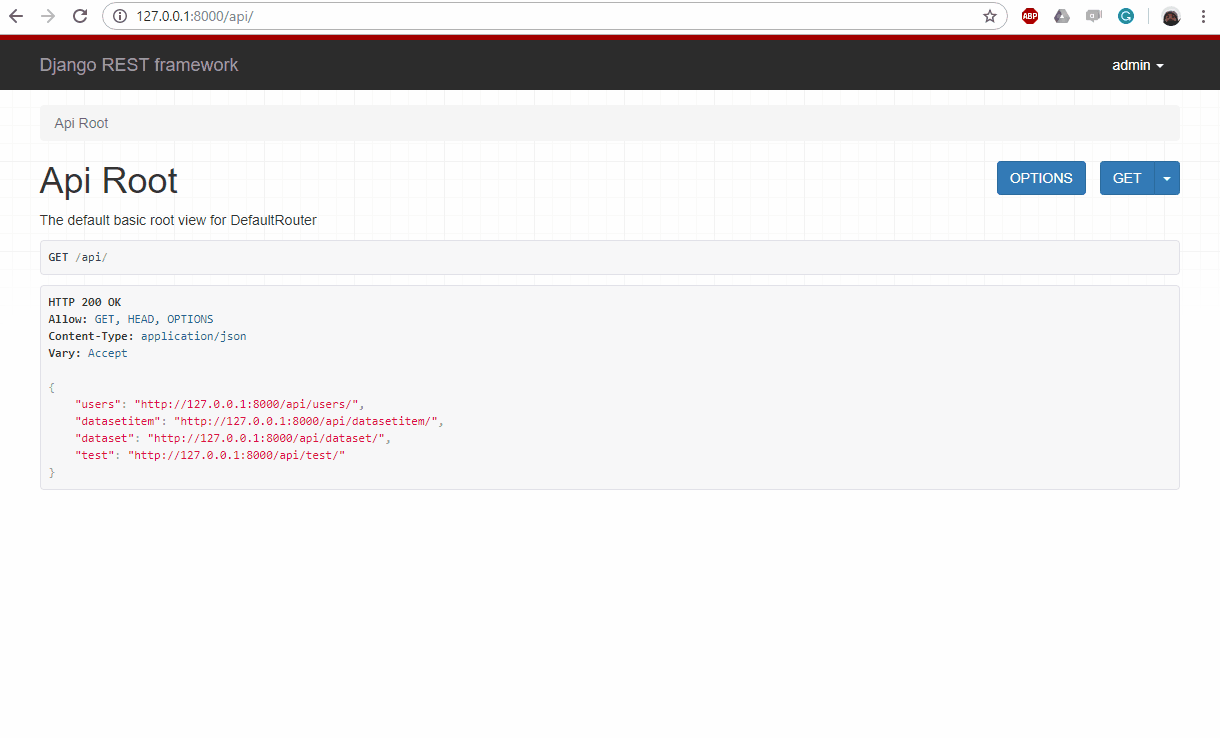 127.0.0.1:8000/api/
ABP
Django REST framework
admin
Api Root
Api Root
OPTIONS
GET
The default basic root view for DefaultRouter
GET /api/
HTTP 200 OK
Allow: GET, HEAD, OPTIONS
Content-Type: application/json
Vary: Accept
{
    "users": "http://127.0.0.1:8000/api/users/",
    "datasetitem": "http://127.0.0.1:8000/api/datasetitem/",
    "dataset": "http://127.0.0.1:8000/api/dataset/",
    "test": "http://127.0.0.1:8000/api/test/"
}